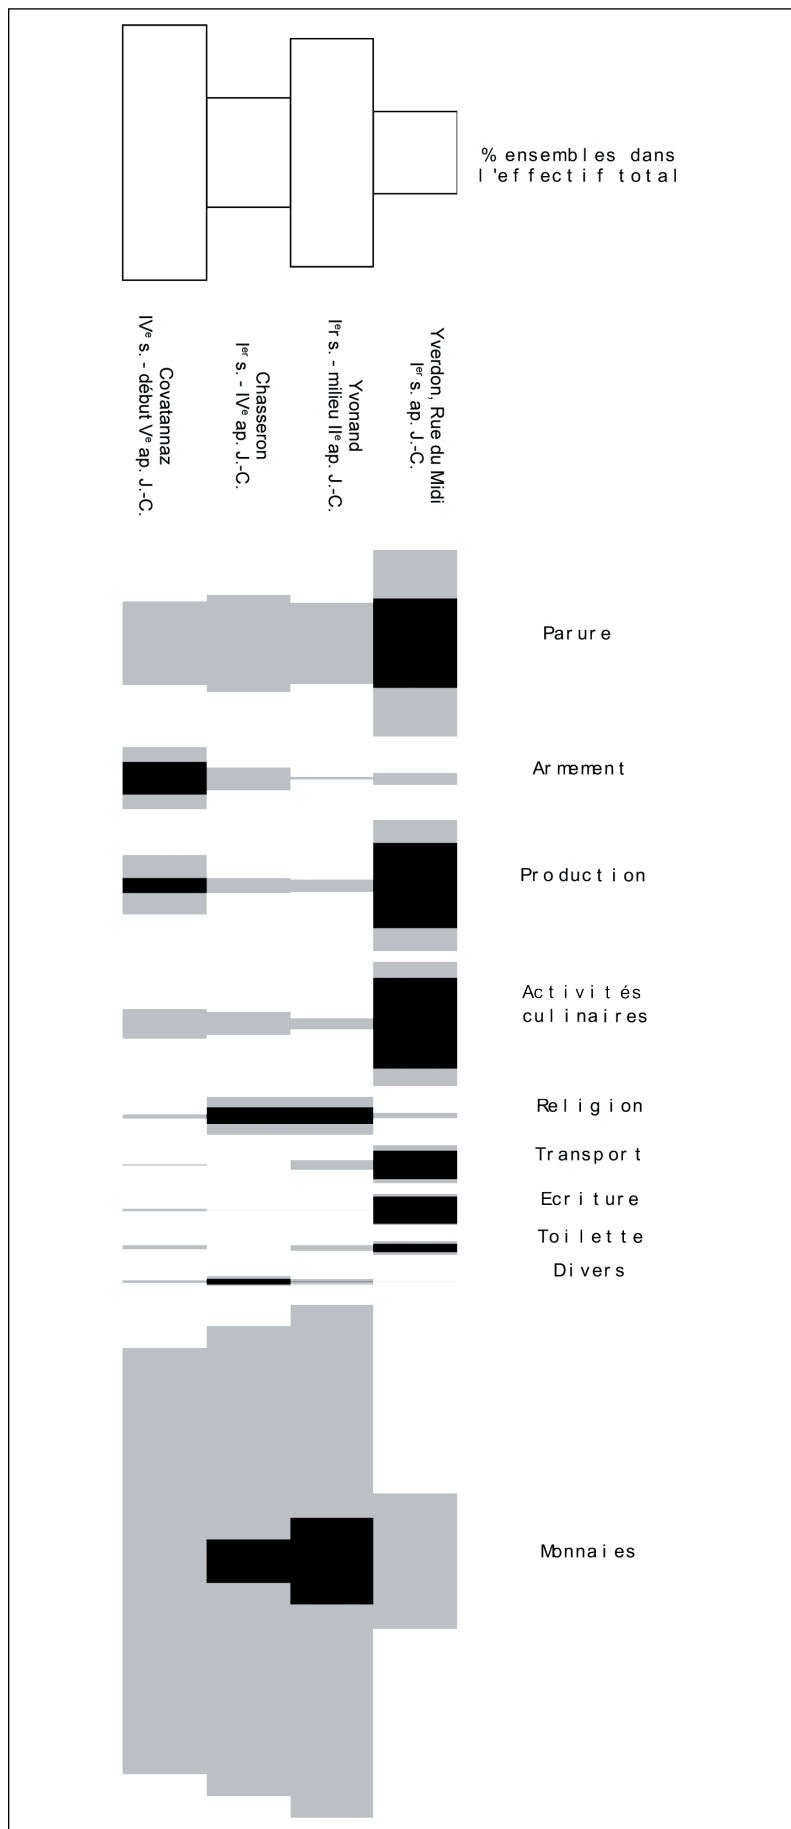 % ensembles dans
l'effectif total
Covatannaz
IVe s. - début Ve ap. J.-C.
Chasseron
Ier s. - IVe ap. J.-C.
Yvonand
Ier s. - milieu IIe ap. J.-C.
Yverdon, Rue du Midi
Ier s. ap. J.-C.
Parure
Armement
Production
Activités
culinaires
Religion
Transport
Ecriture
Toilette
Divers
Monnaies